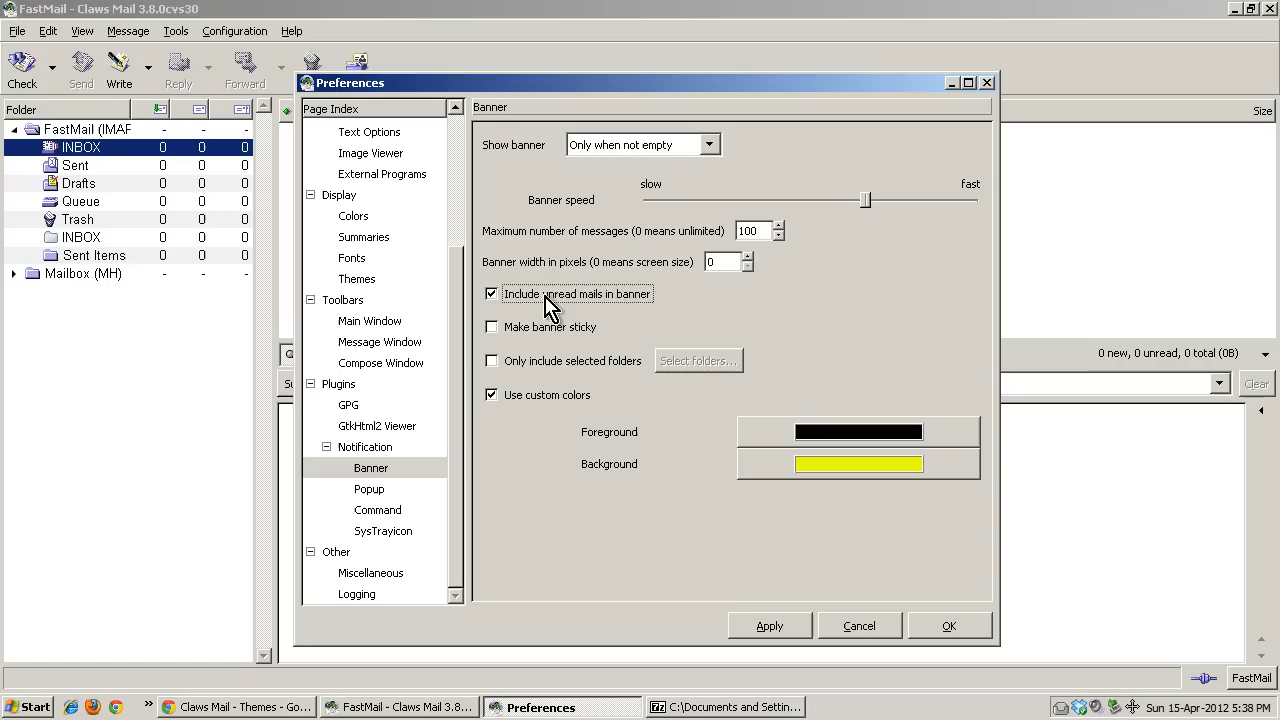 FastMail - Claws Mail 3.8.0cvs30
File Edit View Message Tools Configuration Help
Check Send Write Reply Forward
Preferences
Folder
Size
FastMail (IMAP - - -
INBOX 0 0 0
Sent 0 0 0
Drafts 0 0 0
Queue 0 0 0
Trash 0 0 0
INBOX 0 0 0
Sent Items 0 0 0
Mailbox (MH) - - -
Page Index
Text Options
Image Viewer
External Programs
Display
Colors
Summaries
Fonts
Themes
Toolbars
Main Window
Message Window
Compose Window
Plugins
GPG
GtkHtml2 Viewer
Notification
Banner
Popup
Command
SysTrayicon
Other
Miscellaneous
Logging
Banner
Show banner Only when not empty
slow fast
Banner speed
Maximum number of messages (0 means unlimited) 100
Banner width in pixels (0 means screen size) 0
Include unread mails in banner
Make banner sticky
Only include selected folders Select folders...
Use custom colors
Foreground
Background
Apply Cancel OK
0 new, 0 unread, 0 total (0B)
Su
Clear
FastMail
Start Claws Mail - Themes - Go... FastMail - Claws Mail 3.8... Preferences C:\Documents and Settin... Sun 15-Apr-2012 5:38 PM